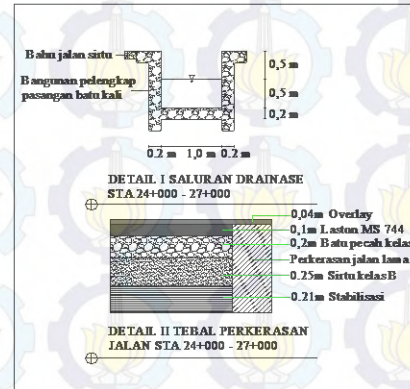 Bahu jalan sirtu
Bangunan pelengkap
pasangan batu kali
0,5 m
0,5 m
0,2 m
0.2 m 1,0 m 0.2 m
DETAIL I SALURAN DRAINASE
STA 24+000 - 27+000
0,04m Overlay
0,1m Laston MS 744
0,2m Batu pecah kelas
Perkerasan jalan lama
0.25m Sirtu kelas B
0.21m Stabilisasi
DETAIL II TEBAL PERKERASAN
JALAN STA 24+000 - 27+000